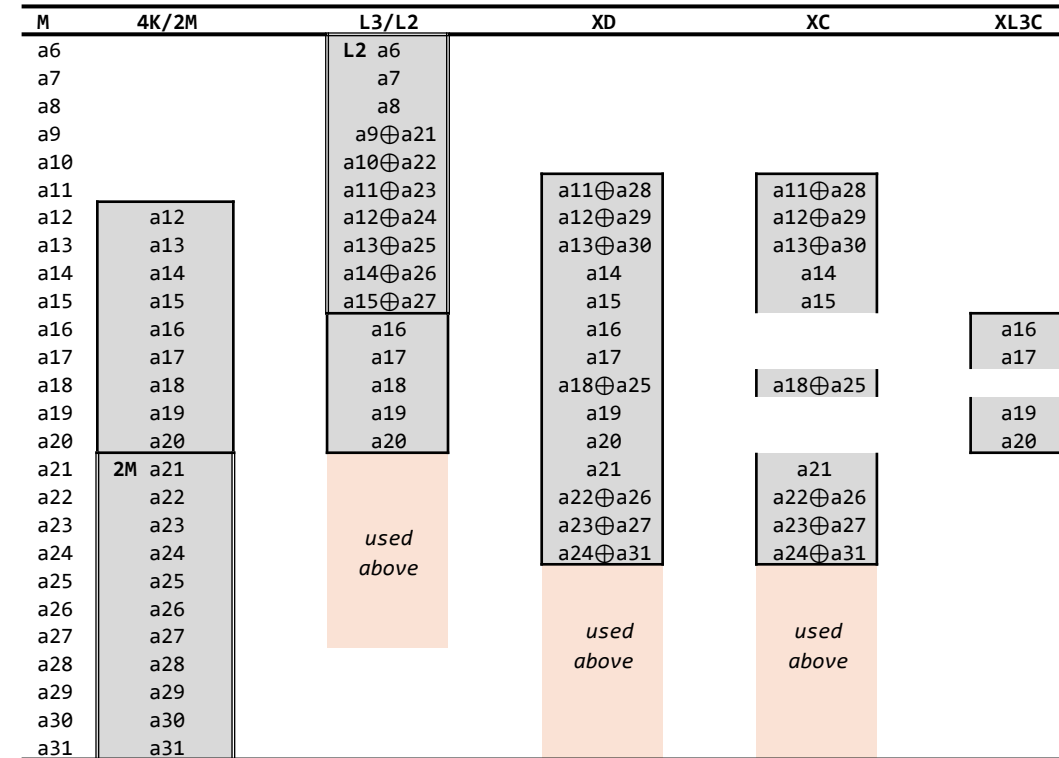 M 4K/2M L3/L2 XD XC XL3C
a6 L2 a6
a7 a7
a8 a8
a9 a9⊕a21
a10 a10⊕a22
a11 a11⊕a23 a11⊕a28 a11⊕a28
a12 a12 a12⊕a24 a12⊕a29 a12⊕a29
a13 a13 a13⊕a25 a13⊕a30 a13⊕a30
a14 a14 a14⊕a26 a14 a14
a15 a15 a15⊕a27 a15 a15
a16 a16 a16 a16 a16
a17 a17 a17 a17 a17
a18 a18 a18 a18⊕a25 a18⊕a25
a19 a19 a19 a19 a19
a20 a20 a20 a20 a20
a21 2M a21 a21 a21
a22 a22 a22⊕a26 a22⊕a26
a23 a23 used a23⊕a27 a23⊕a27
a24 a24 above a24⊕a31 a24⊕a31
a25 a25
a26 a26
a27 a27 used used
a28 a28 above above
a29 a29
a30 a30
a31 a31